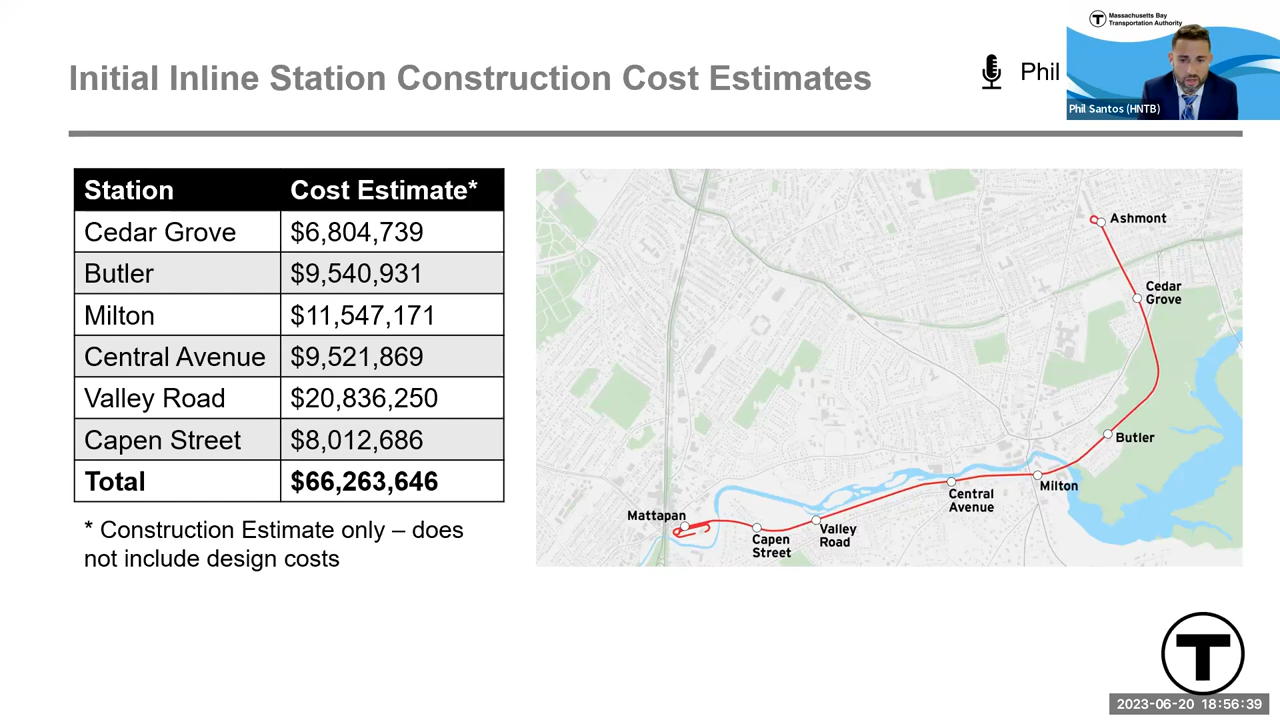 Massachusetts Bay
Transportation Authority
Initial Inline Station Construction Cost Estimates
Phil
Phil Santos (HNTB)
Station Cost Estimate*
Cedar Grove $6,804,739
Butler $9,540,931
Milton $11,547,171
Central Avenue $9,521,869
Valley Road $20,836,250
Capen Street $8,012,686
Total $66,263,646
* Construction Estimate only – does
not include design costs
Ashmont
Cedar
Grove
Butler
Milton
Central
Avenue
Valley
Road
Capen
Street
Mattapan
T
2023-06-20 18:56:39